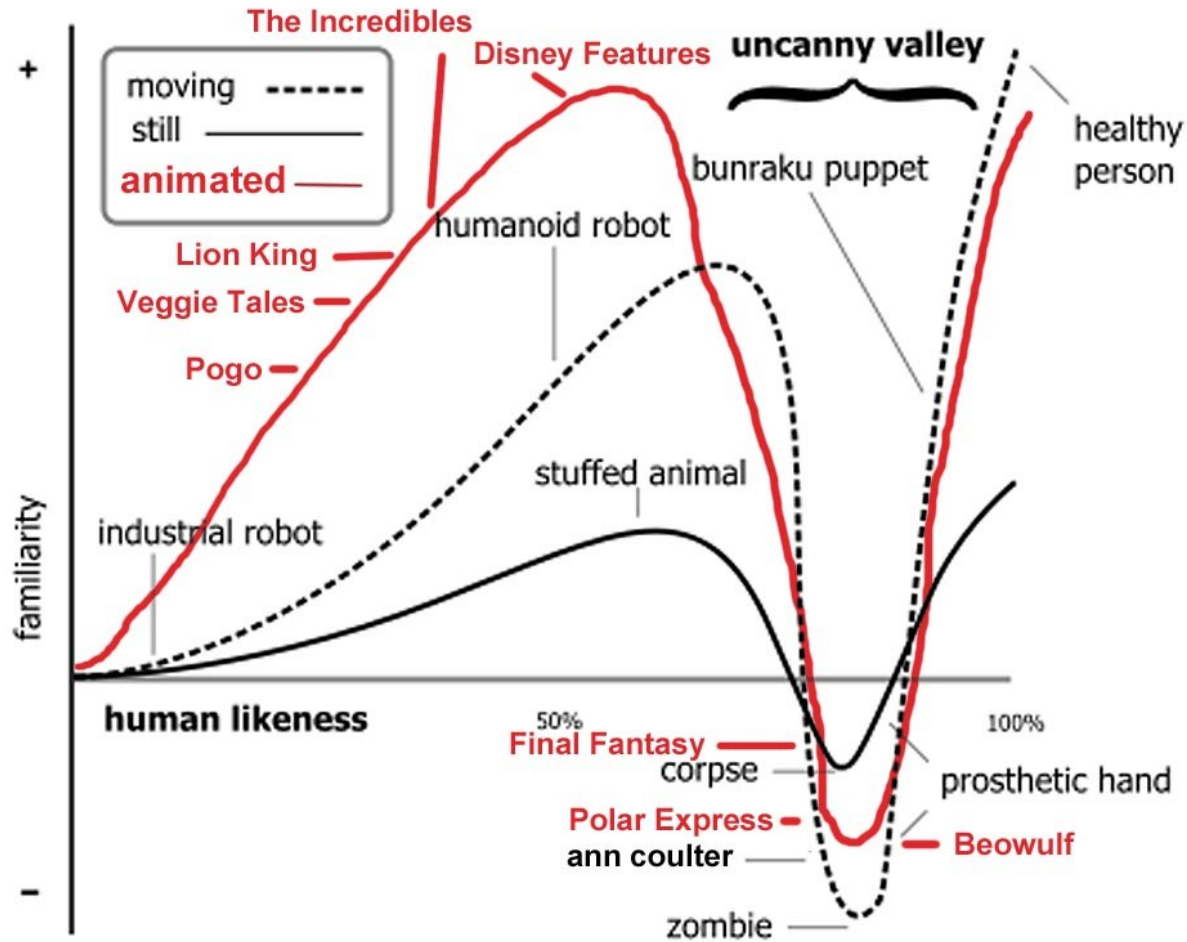 The Incredibles
Disney Features
uncanny valley
+
moving
still
animated
healthy
person
bunraku puppet
humanoid robot
Lion King
Veggie Tales
Pogo
stuffed animal
industrial robot
familiarity
human likeness
50%
100%
Final Fantasy
corpse
prosthetic hand
Polar Express
Beowulf
ann coulter
–
zombie